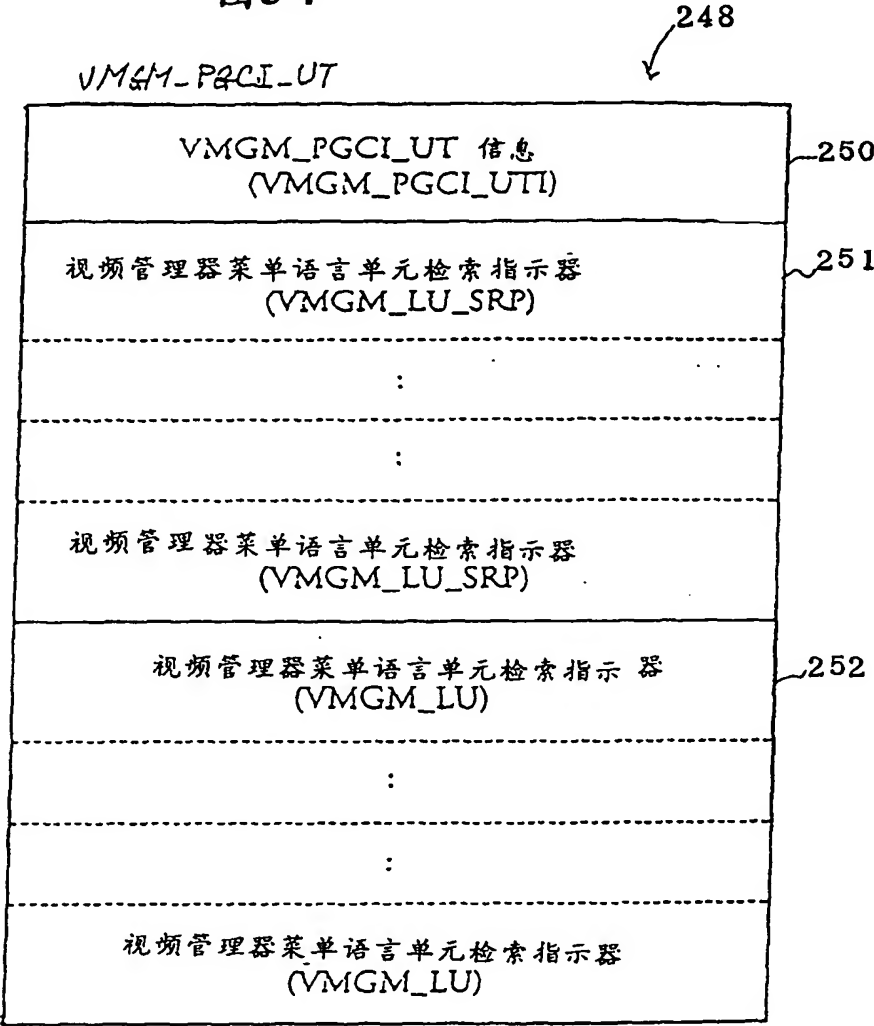 248
VMGM_PGCI_UT
VMGM_PGCI_UT 信息
(VMGM_PGCI_UTI)
250
视频管理器菜单语言单元检索指示器
(VMGM_LU_SRP)
251
:
:
视频管理器菜单语言单元检索指示器
(VMGM_LU_SRP)
视频管理器菜单语言单元检索指示 器
(VMGM_LU)
252
:
:
视频管理器菜单语言单元检索指示器
(VMGM_LU)